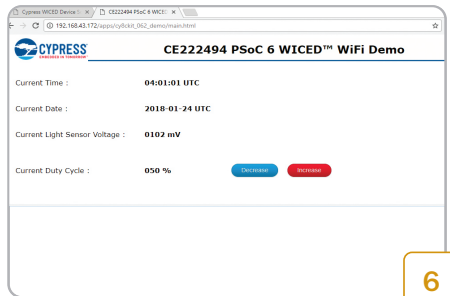 Cypress WICED Device
CE222494 PSoC 6 WICED
192.168.43.172/apps/cy8ckit_062_demo/main.html
CYPRESS
EMBEDDED IN TOMORROW
CE222494 PSoC 6 WICED™ WiFi Demo
Current Time : 04:01:01 UTC
Current Date : 2018-01-24 UTC
Current Light Sensor Voltage : 0102 mV
Current Duty Cycle : 050 % Decrease Increase
6